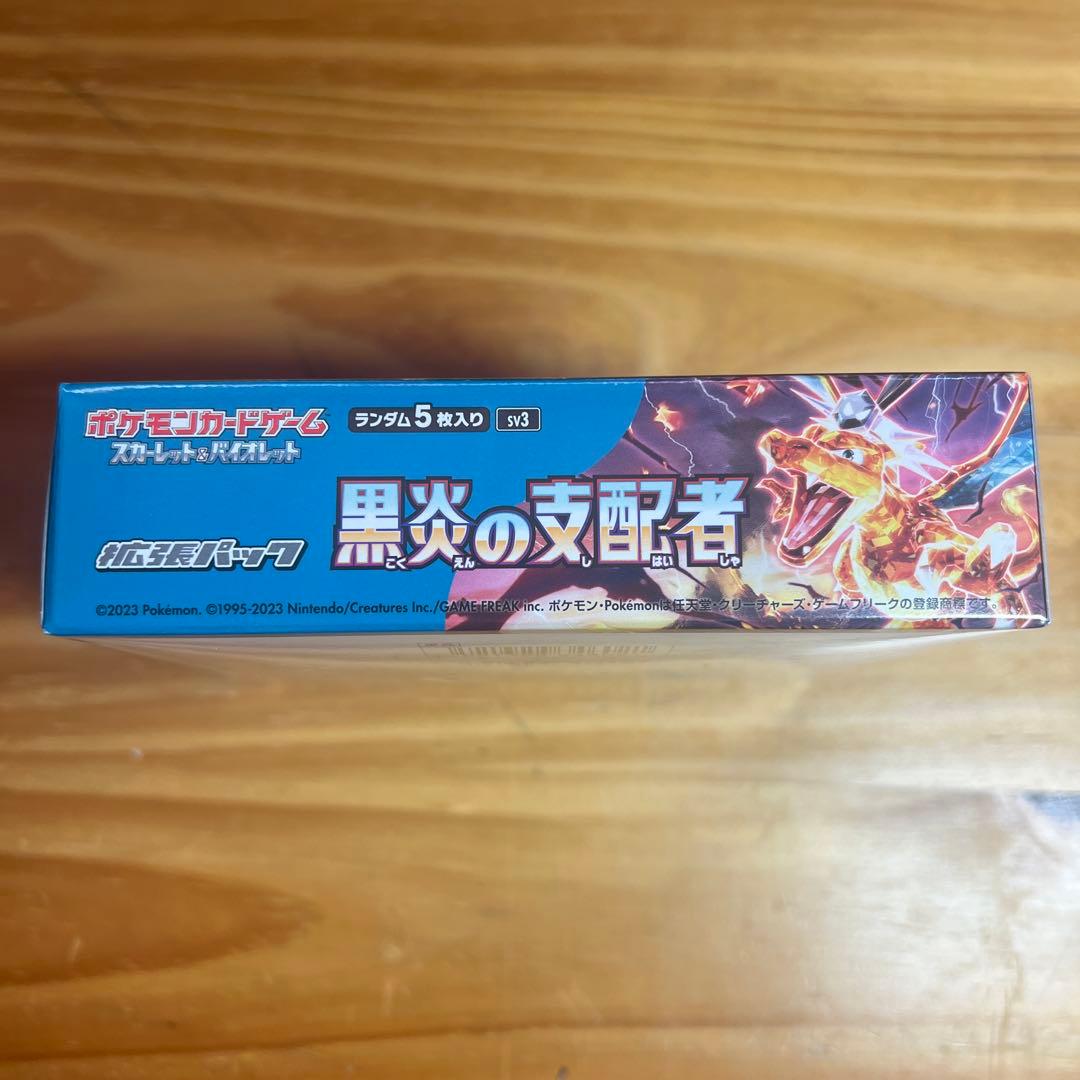 ポケモンカードゲーム
スカーレット&バイオレット
ランダム5枚入り
SV3
拡張パック
黒炎の支配者
こく えん し はい しゃ
©2023 Pokémon. ©1995-2023 Nintendo/Creatures Inc./GAME FREAK inc. ポケモン・Pokémonは任天堂・クリーチャーズ・ゲームフリークの登録商標です。